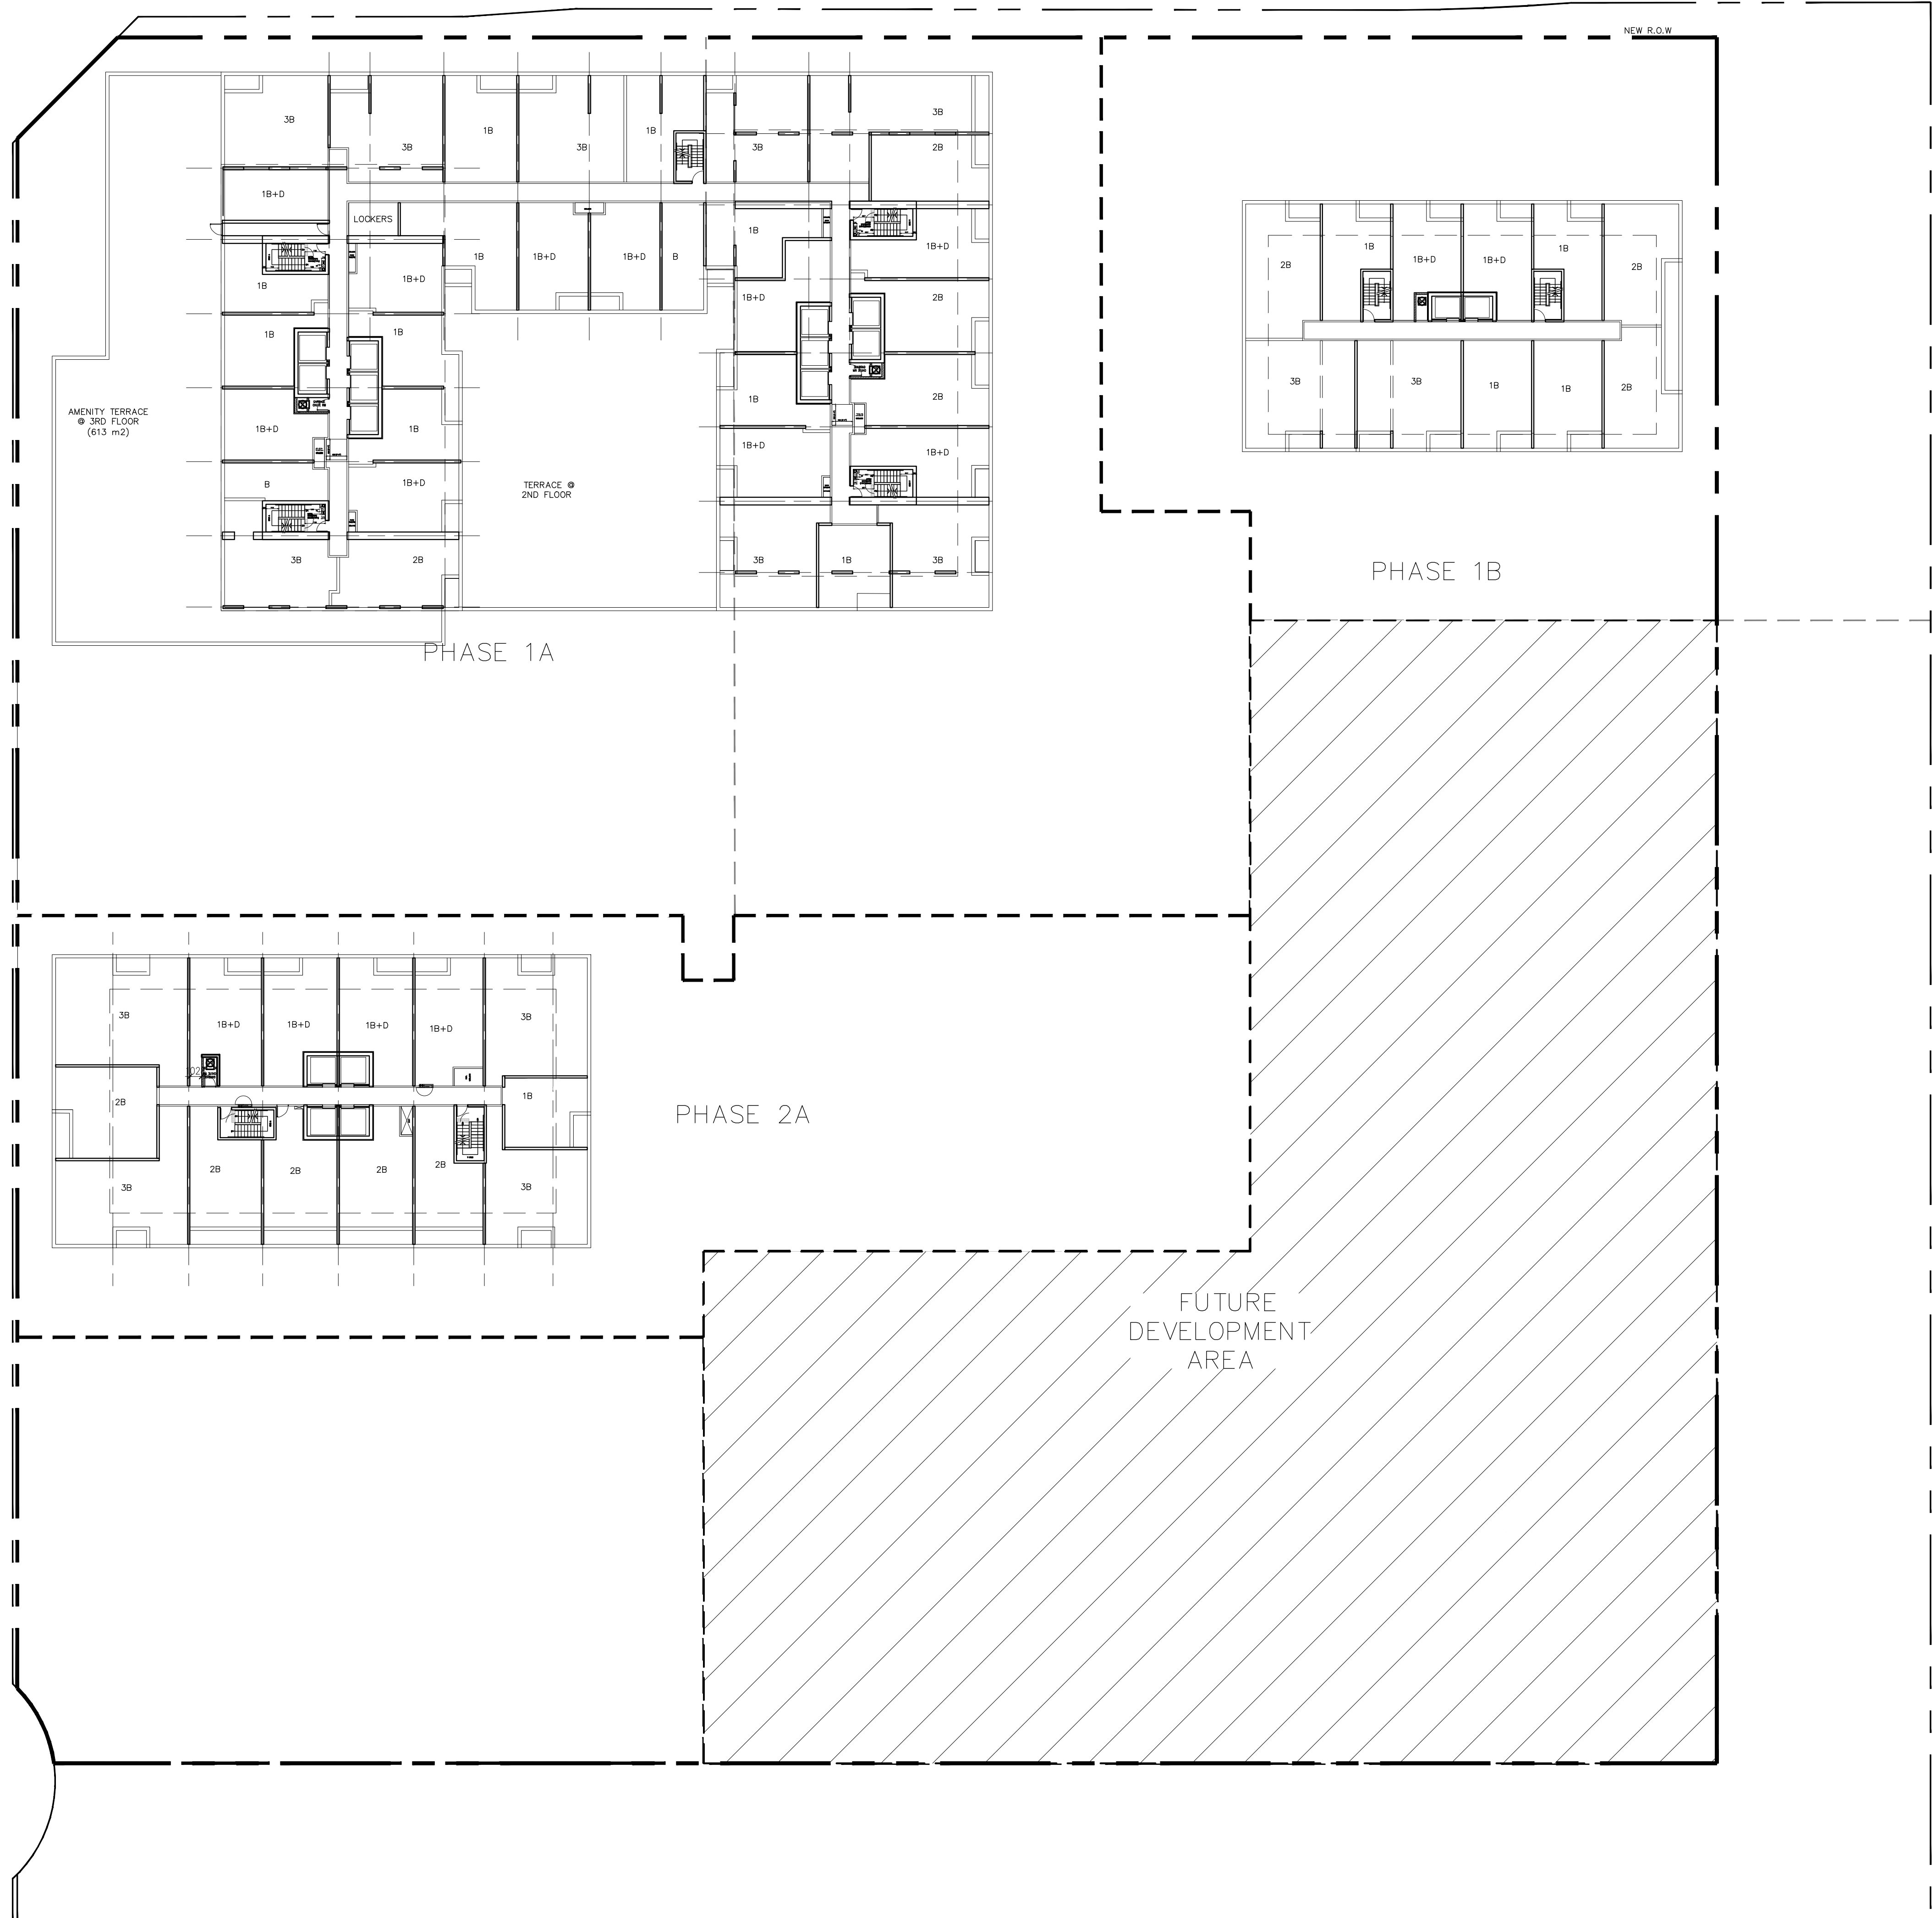 NEW R.O.W
3B
3B
1B
3B
1B
3B
3B
2B
1B+D
LOCKERS
1B
1B+D
1B
1B+D
1B+D
B
1B
1B+D
1B+D
2B
1B
1B
2B
1B+D
1B
1B
1B+D
1B+D
B
1B+D
3B
2B
3B
1B
3B
AMENITY TERRACE
@ 3RD FLOOR
(613 m2)
TERRACE @
2ND FLOOR
PHASE 1A
2B
1B
1B+D
1B+D
1B
2B
3B
3B
1B
1B
2B
PHASE 1B
3B
1B+D
1B+D
1B+D
1B+D
3B
2B
1B
3B
2B
2B
2B
2B
3B
PHASE 2A
FUTURE
DEVELOPMENT
AREA